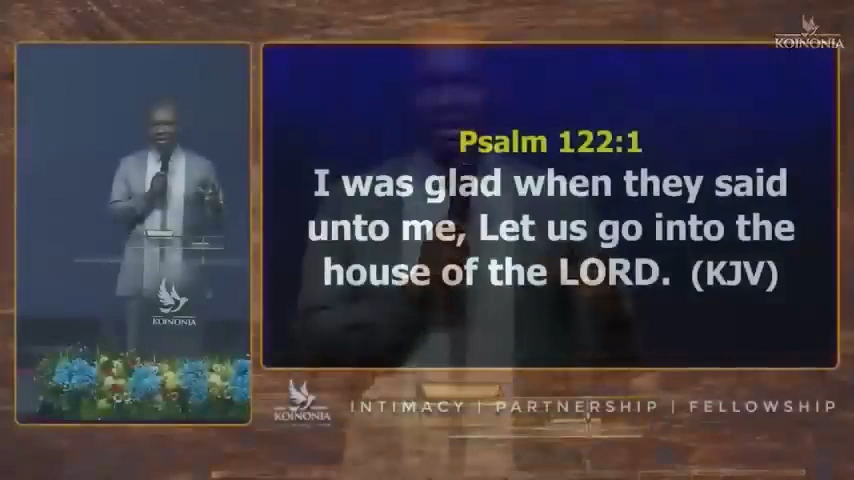 KOINONIA
Psalm 122:1
I was glad when they said
unto me, Let us go into the
house of the LORD. (KJV)
KOINONIA
KOINONIA
INTIMACY | PARTNERSHIP | FELLOWSHIP